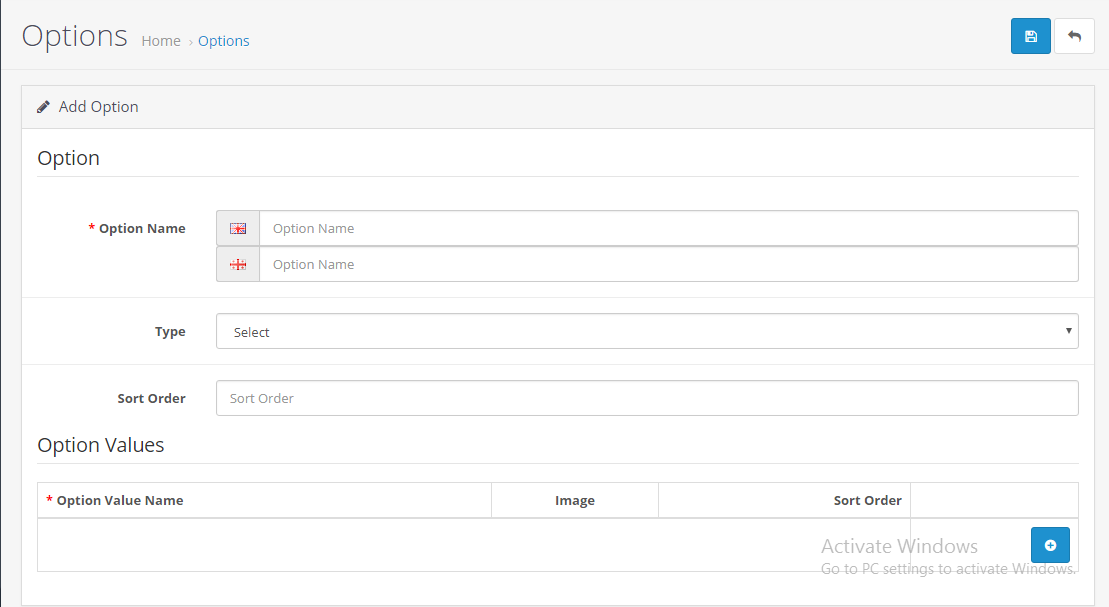 Options Home › Options
Add Option
Option
* Option Name Option Name
Option Name
Type Select
Sort Order Sort Order
Option Values
* Option Value Name Image Sort Order
Activate Windows
Go to PC settings to activate Windows.